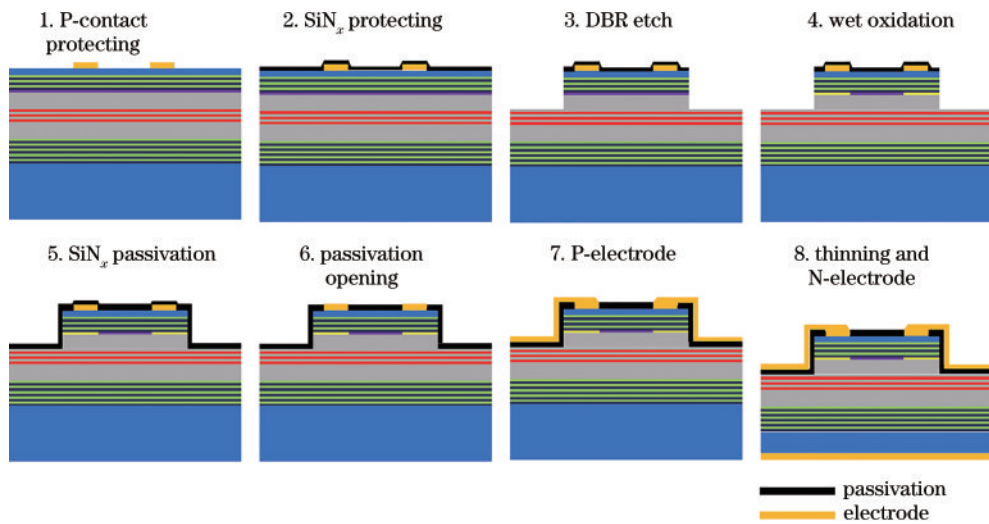 1. P-contact
protecting
2. SiNₓ protecting
3. DBR etch
4. wet oxidation
5. SiNₓ passivation
6. passivation
opening
7. P-electrode
8. thinning and
N-electrode
passivation
electrode